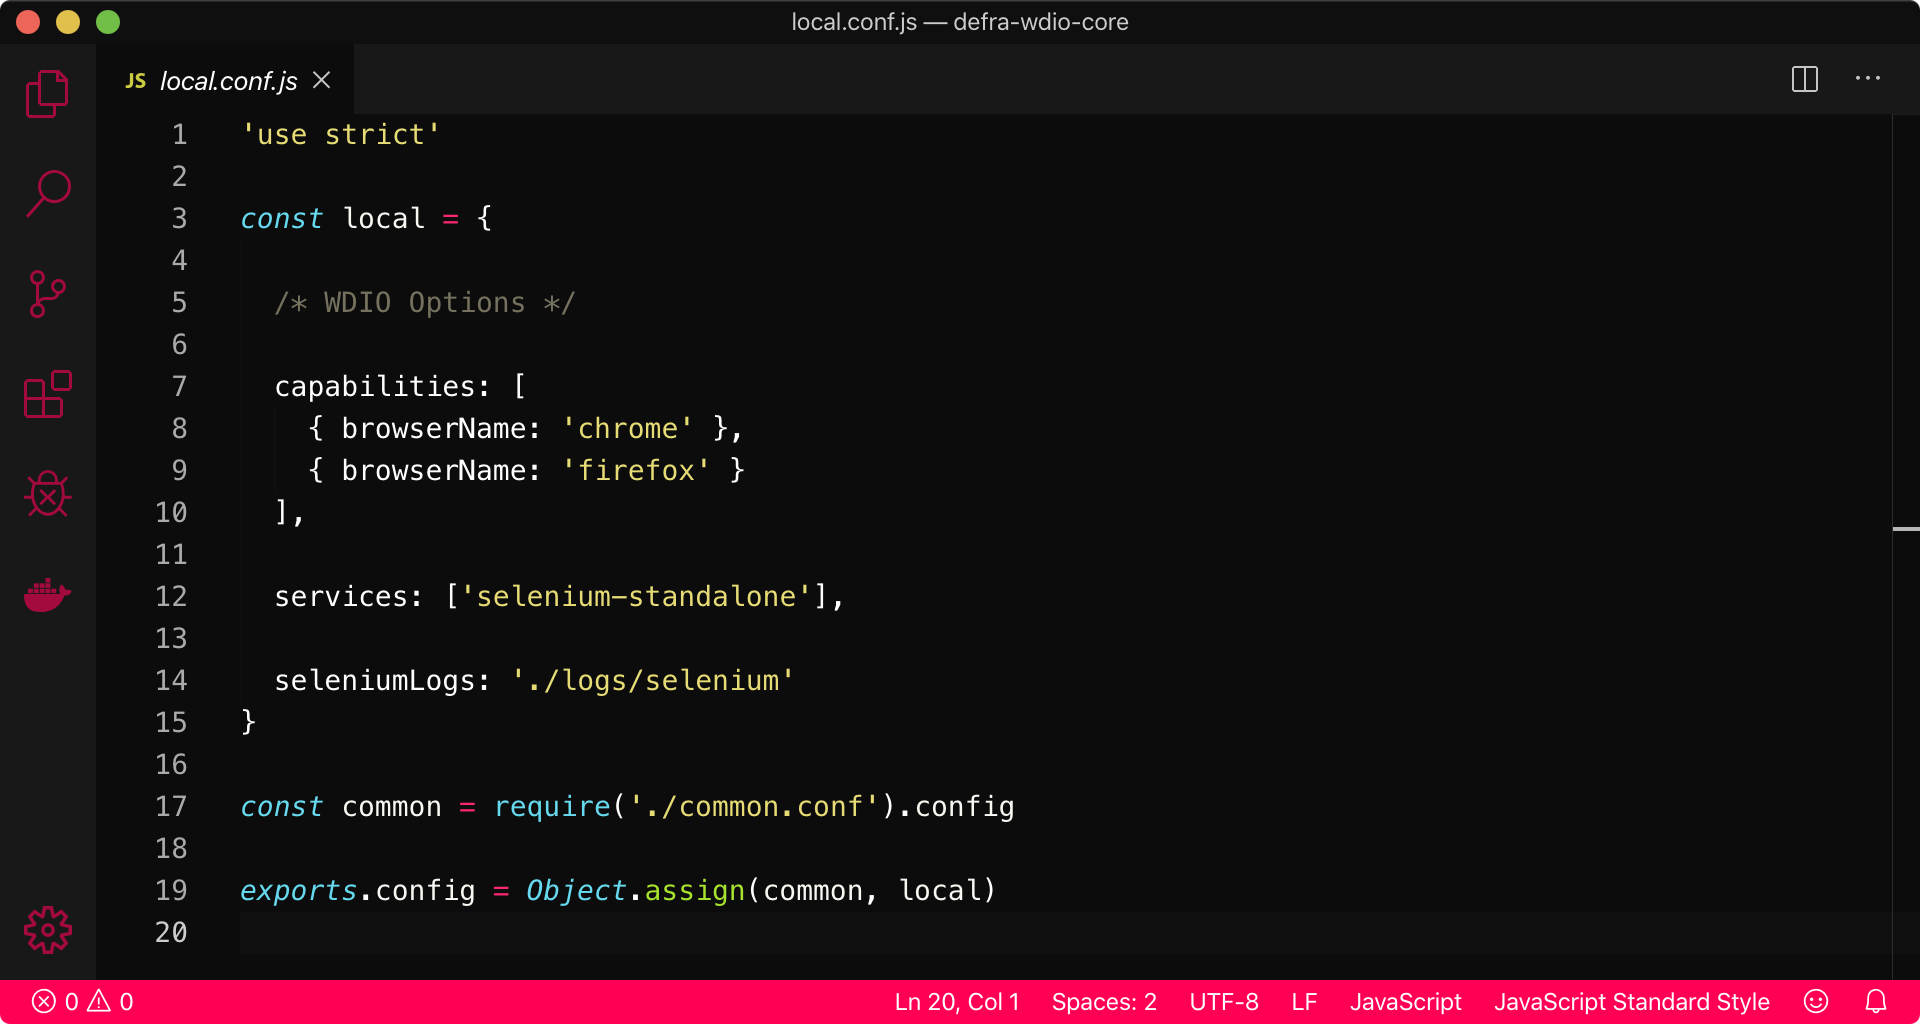 local.conf.js — defra-wdio-core
JS local.conf.js
1 'use strict'
2
3 const local = {
4
5   /* WDIO Options */
6
7   capabilities: [
8     { browserName: 'chrome' },
9     { browserName: 'firefox' }
10   ],
11
12   services: ['selenium-standalone'],
13
14   seleniumLogs: './logs/selenium'
15 }
16
17 const common = require('./common.conf').config
18
19 exports.config = Object.assign(common, local)
20
0 0 Ln 20, Col 1 Spaces: 2 UTF-8 LF JavaScript JavaScript Standard Style